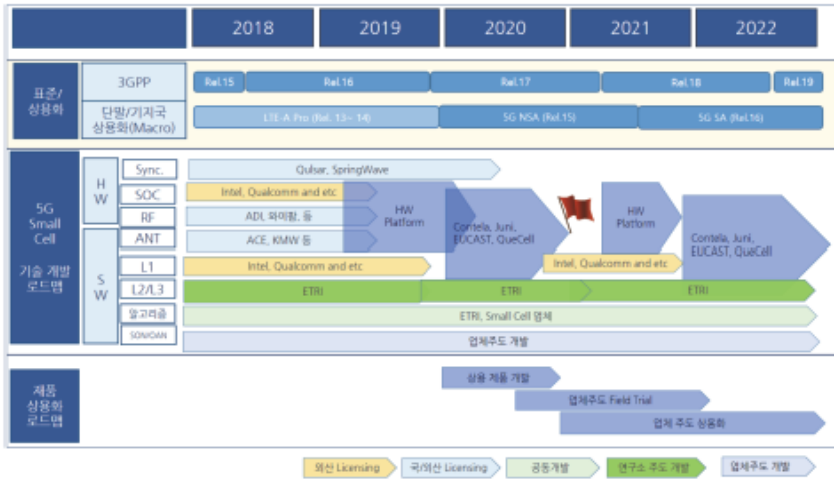 2018
2019
2020
2021
2022
표준/
상용화
3GPP
Rel.15
Rel.16
Rel.17
Rel.18
Rel.19
단말/기지국
상용화(Macro)
LTE-A Pro (Rel. 13~ 14)
5G NSA (Rel.15)
5G SA (Rel.16)
5G
Small
Cell
기술 개발
로드맵
H
W
S
W
Sync.
Qulsar, SpringWave
SOC
Intel, Qualcomm and etc
RF
ADI, 와이팜, 등
ANT
ACE, KMW 등
HW
Platform
Contela, Juni,
EUCAST, QueCell
HW
Platform
Contela, Juni,
EUCAST, QueCell
L1
Intel, Qualcomm and etc
Intel, Qualcomm and etc
L2/L3
ETRI
ETRI
ETRI
알고리즘
ETRI, Small Cell 업체
SON/OAN
업체주도 개발
제품
상용화
로드맵
상용 제품 개발
업체주도 Field Trial
업체 주도 상용화
외산 Licensing
국/외산 Licensing
공동개발
연구소 주도 개발
업체주도 개발